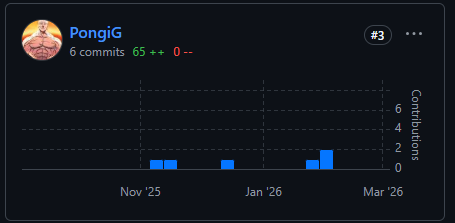 PongiG
#3
6 commits 65 ++ 0 --
6
4
2
0
Contributions
Nov '25 Jan '26 Mar '26